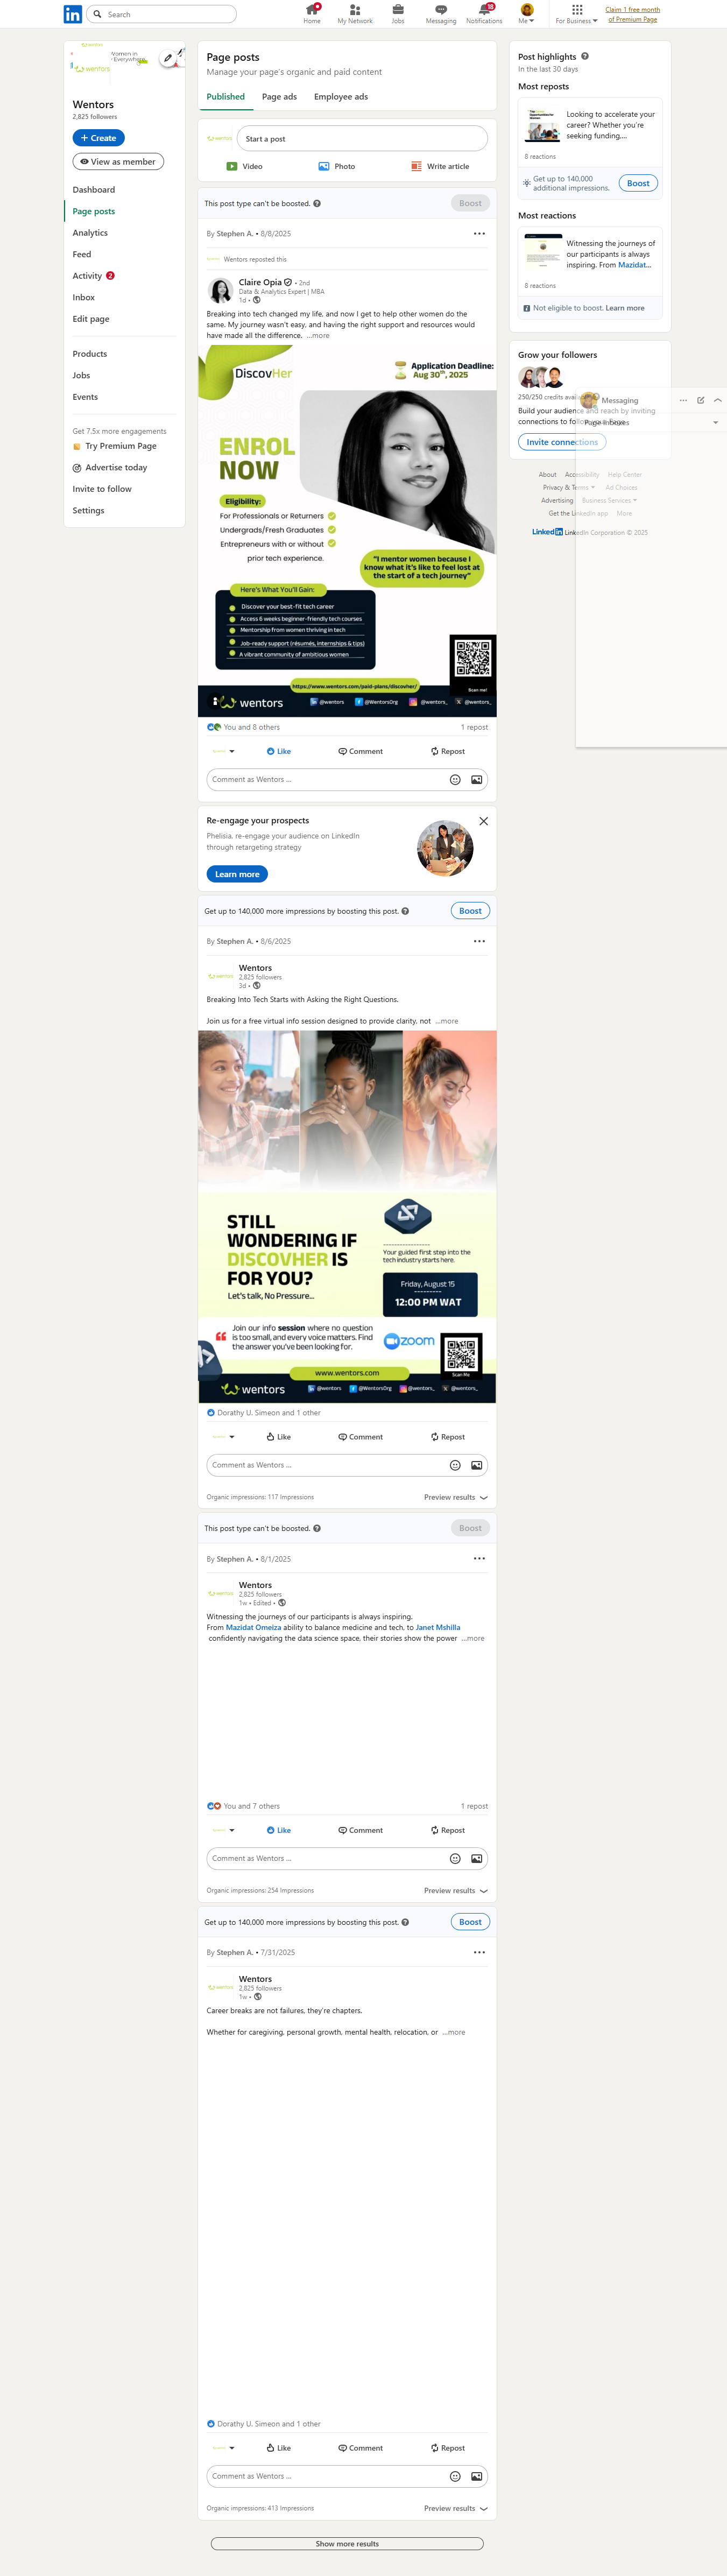 Search
Home
My Network
Jobs
Messaging
18
Notifications
Me
For Business
Claim 1 free month
of Premium Page
Women in
Everywhere
wentors
Wentors
2,825 followers
+ Create
View as member
Dashboard
Page posts
Analytics
Feed
Activity 2
Inbox
Edit page
Products
Jobs
Events
Get 7.5x more engagements
Try Premium Page
Advertise today
Invite to follow
Settings
Page posts
Manage your page's organic and paid content
Published
Page ads
Employee ads
Start a post
Video
Photo
Write article
This post type can't be boosted.
Boost
By Stephen A. • 8/8/2025
Wentors reposted this
Claire Opia • 2nd
Data & Analytics Expert | MBA
1d •
Breaking into tech changed my life, and now I get to help other women do the
same. My journey wasn't easy, and having the right support and resources would
have made all the difference. ...more
DiscovHer
Application Deadline:
Aug 30th, 2025
ENROL
NOW
Eligibility:
For Professionals or Returners
Undergrads/Fresh Graduates
Entrepreneurs with or without
prior tech experience.
"I mentor women because I
know what it's like to feel lost at
the start of a tech journey"
Here's What You'll Gain:
Discover your best-fit tech career
Access 6 weeks beginner-friendly tech courses
Mentorship from women thriving in tech
Job-ready support (résumés, internships & tips)
A vibrant community of ambitious women
Scan me!
https://www.wentors.com/paid-plans/discovher/
wentors
@wentors
@WentorsOrg
@wentors_
@wentors_
You and 8 others
1 repost
Like
Comment
Repost
Comment as Wentors ...
Re-engage your prospects
Phelisia, re-engage your audience on LinkedIn
through retargeting strategy
Learn more
Get up to 140,000 more impressions by boosting this post.
Boost
By Stephen A. • 8/6/2025
Wentors
2,825 followers
3d •
Breaking Into Tech Starts with Asking the Right Questions.
Join us for a free virtual info session designed to provide clarity, not ...more
STILL
WONDERING IF
DISCOVHER IS
FOR YOU?
Let's talk, No Pressure...
Your guided first step into the
tech industry starts here.
Friday, August 15
12:00 PM WAT
Join our info session where no question
is too small, and every voice matters. Find
the answer you've been looking for.
zoom
Scan Me
www.wentors.com
wentors
@wentors
@WentorsOrg
@wentors_
@wentors_
Dorathy U. Simeon and 1 other
Like
Comment
Repost
Comment as Wentors ...
Organic impressions: 117 Impressions
Preview results
This post type can't be boosted.
Boost
By Stephen A. • 8/1/2025
Wentors
2,825 followers
1w • Edited •
Witnessing the journeys of our participants is always inspiring.
From Mazidat Omeiza ability to balance medicine and tech, to Janet Mshilla
confidently navigating the data science space, their stories show the power ...more
You and 7 others
1 repost
Like
Comment
Repost
Comment as Wentors ...
Organic impressions: 254 Impressions
Preview results
Get up to 140,000 more impressions by boosting this post.
Boost
By Stephen A. • 7/31/2025
Wentors
2,825 followers
1w •
Career breaks are not failures, they're chapters.
Whether for caregiving, personal growth, mental health, relocation, or ...more
Dorathy U. Simeon and 1 other
Like
Comment
Repost
Comment as Wentors ...
Organic impressions: 413 Impressions
Preview results
Show more results
Post highlights
In the last 30 days
Most reposts
Looking to accelerate your
career? Whether you're
seeking funding,...
8 reactions
Get up to 140,000
additional impressions.
Boost
Most reactions
Witnessing the journeys of
our participants is always
inspiring. From Mazidat...
8 reactions
Not eligible to boost. Learn more
Grow your followers
250/250 credits
Build your audience and reach by inviting
connections to
Invite connections
Messaging
Page inboxes
About
Accessibility
Help Center
Privacy & Terms
Ad Choices
Advertising
Business Services
Get the LinkedIn app
More
LinkedIn LinkedIn Corporation © 2025